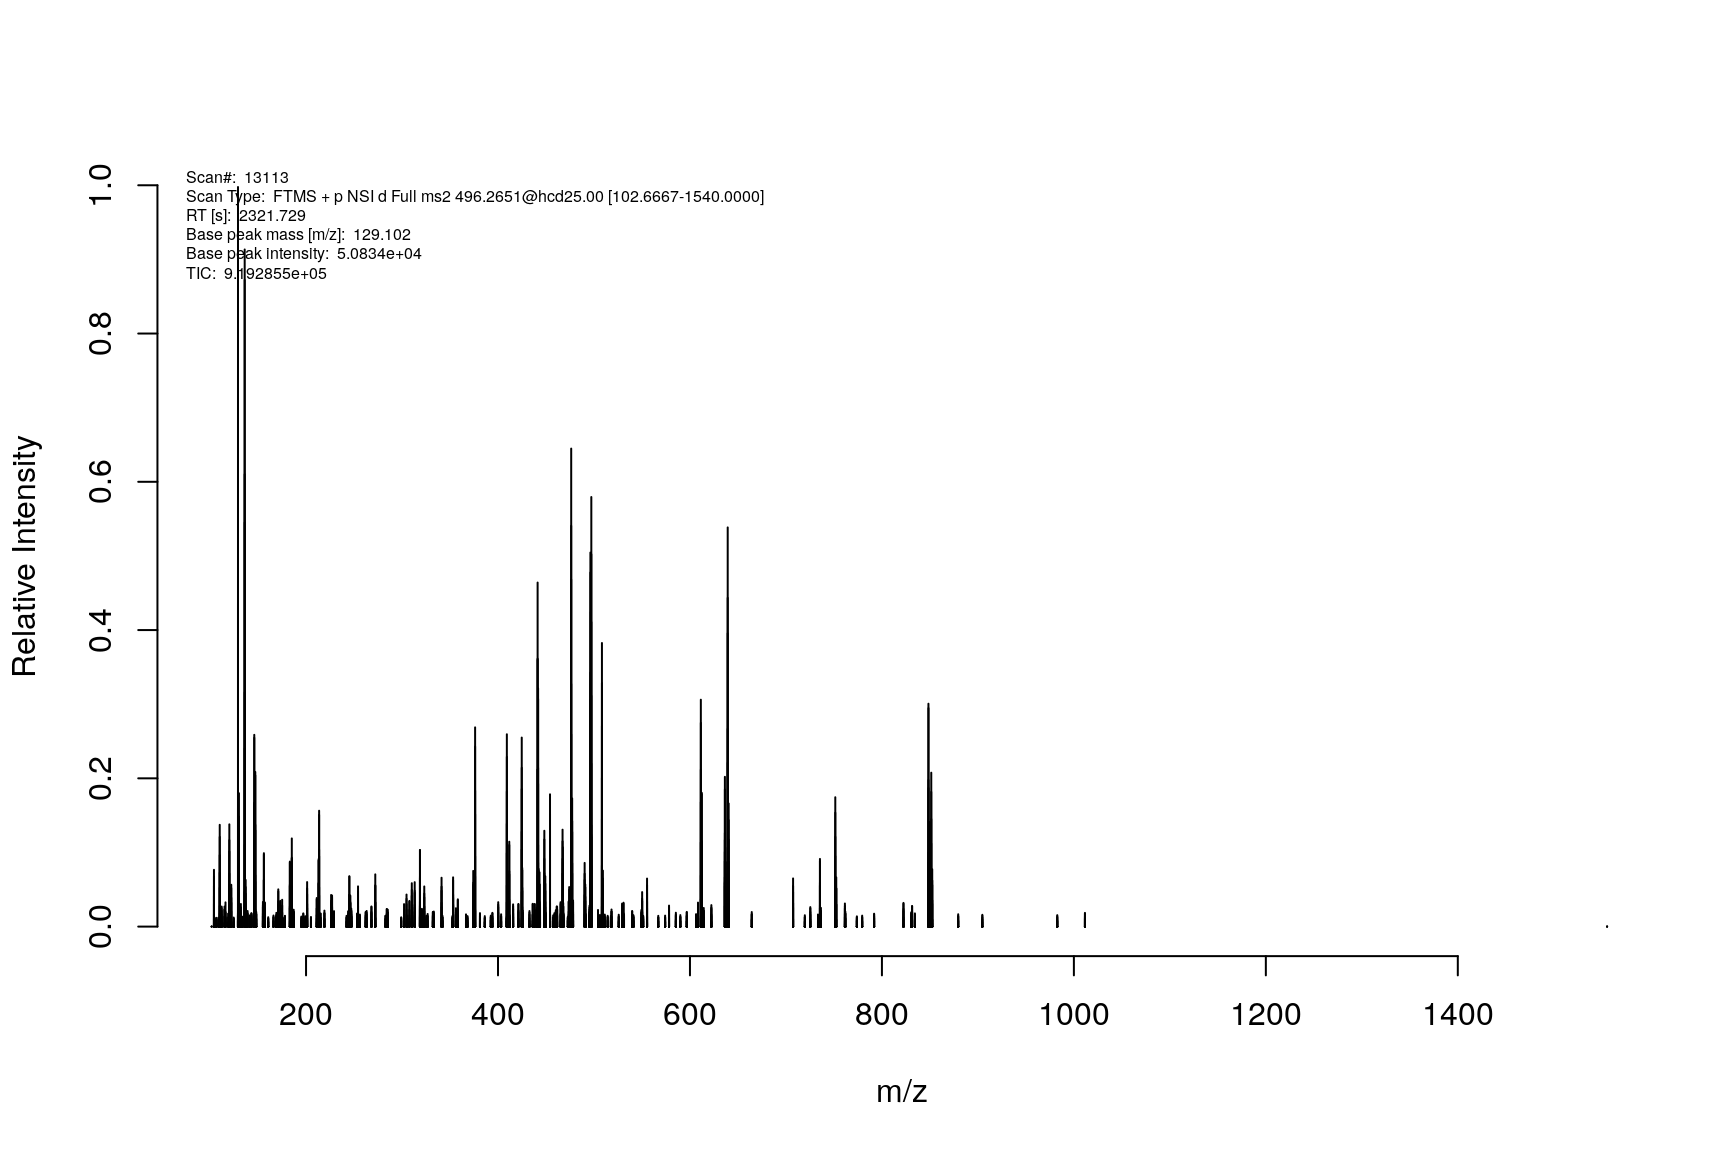 Scan#: 13113
Scan Type: FTMS + p NSI d Full ms2 496.2651@hcd25.00 [102.6667-1540.0000]
RT [s]: 2321.729
Base peak mass [m/z]: 129.102
Base peak intensity: 5.0834e+04
TIC: 9.192855e+05
1.0
0.8
0.6
0.4
0.2
0.0
Relative Intensity
200 400 600 800 1000 1200 1400
m/z